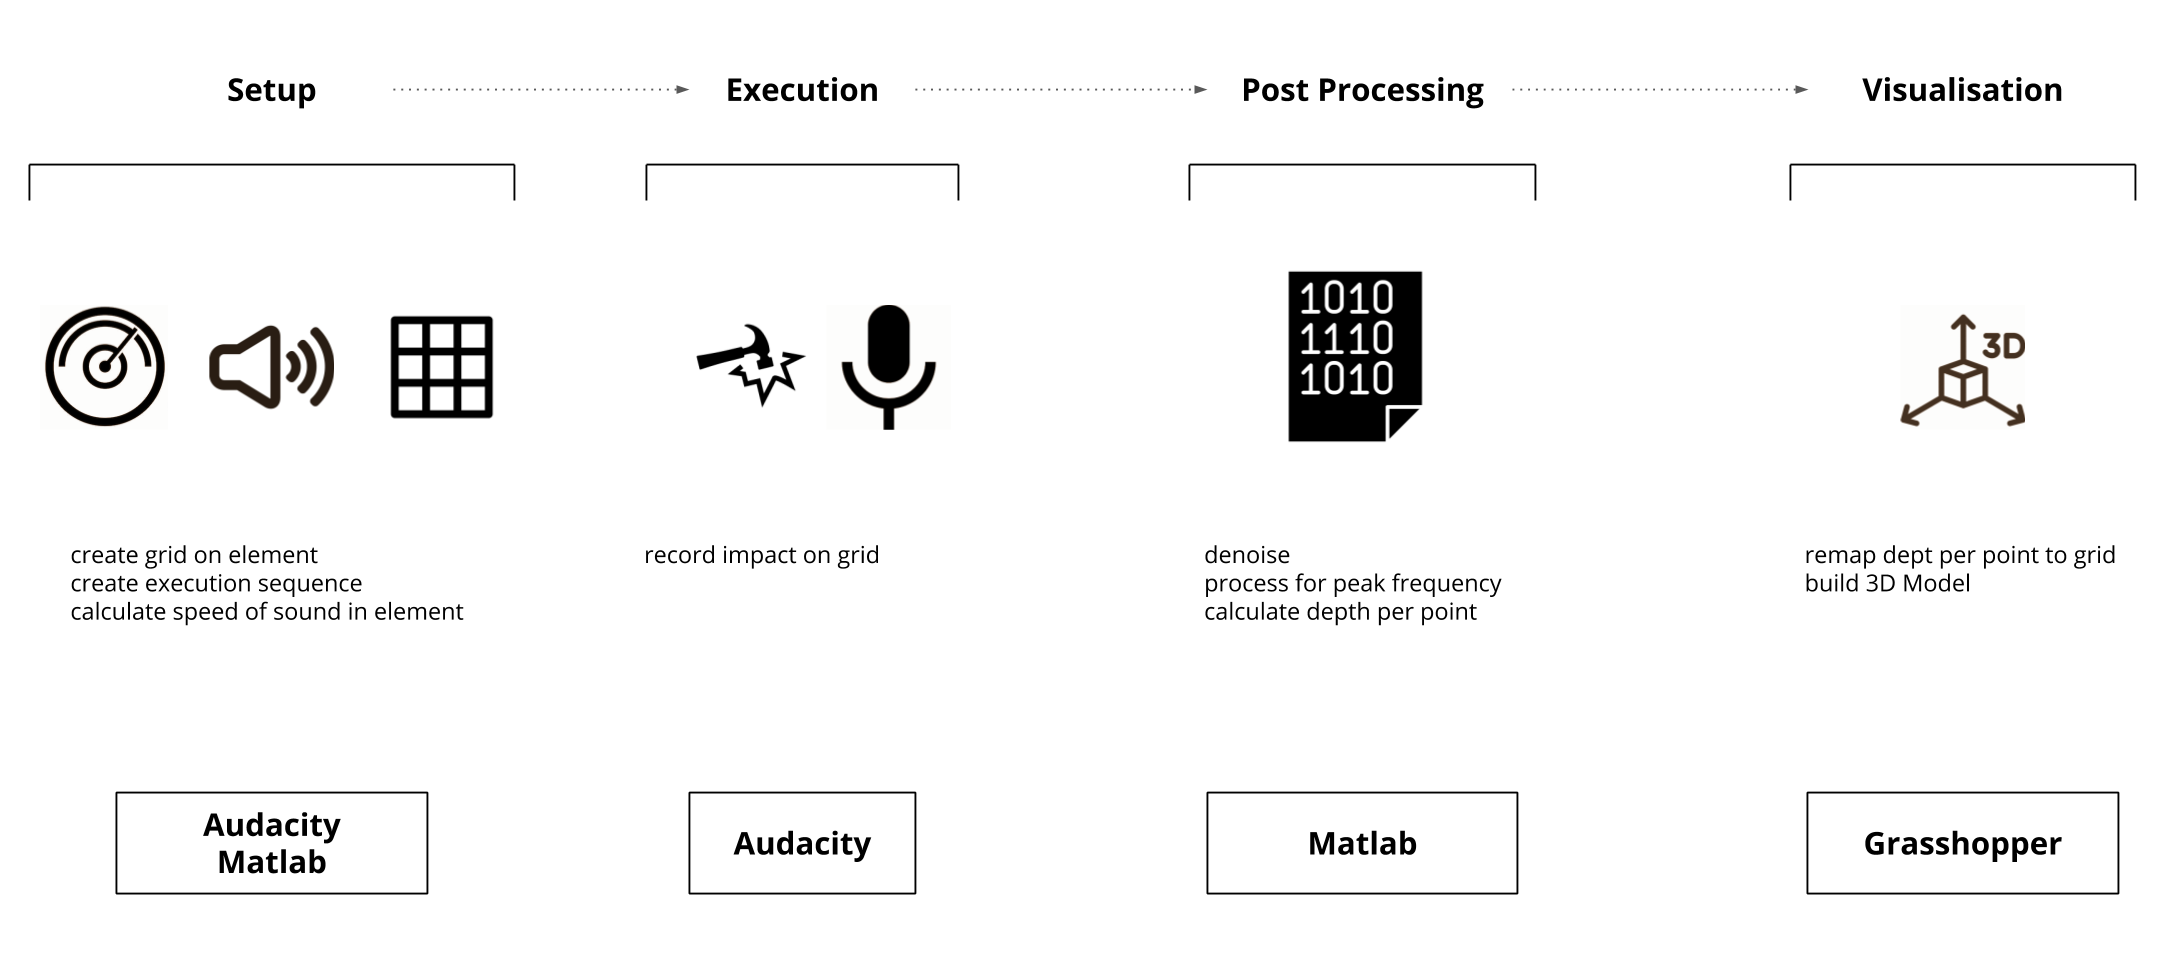 Setup
Execution
Post Processing
Visualisation
1010
1110
1010
3D
create grid on element
create execution sequence
calculate speed of sound in element
record impact on grid
denoise
process for peak frequency
calculate depth per point
remap dept per point to grid
build 3D Model
Audacity
Matlab
Audacity
Matlab
Grasshopper